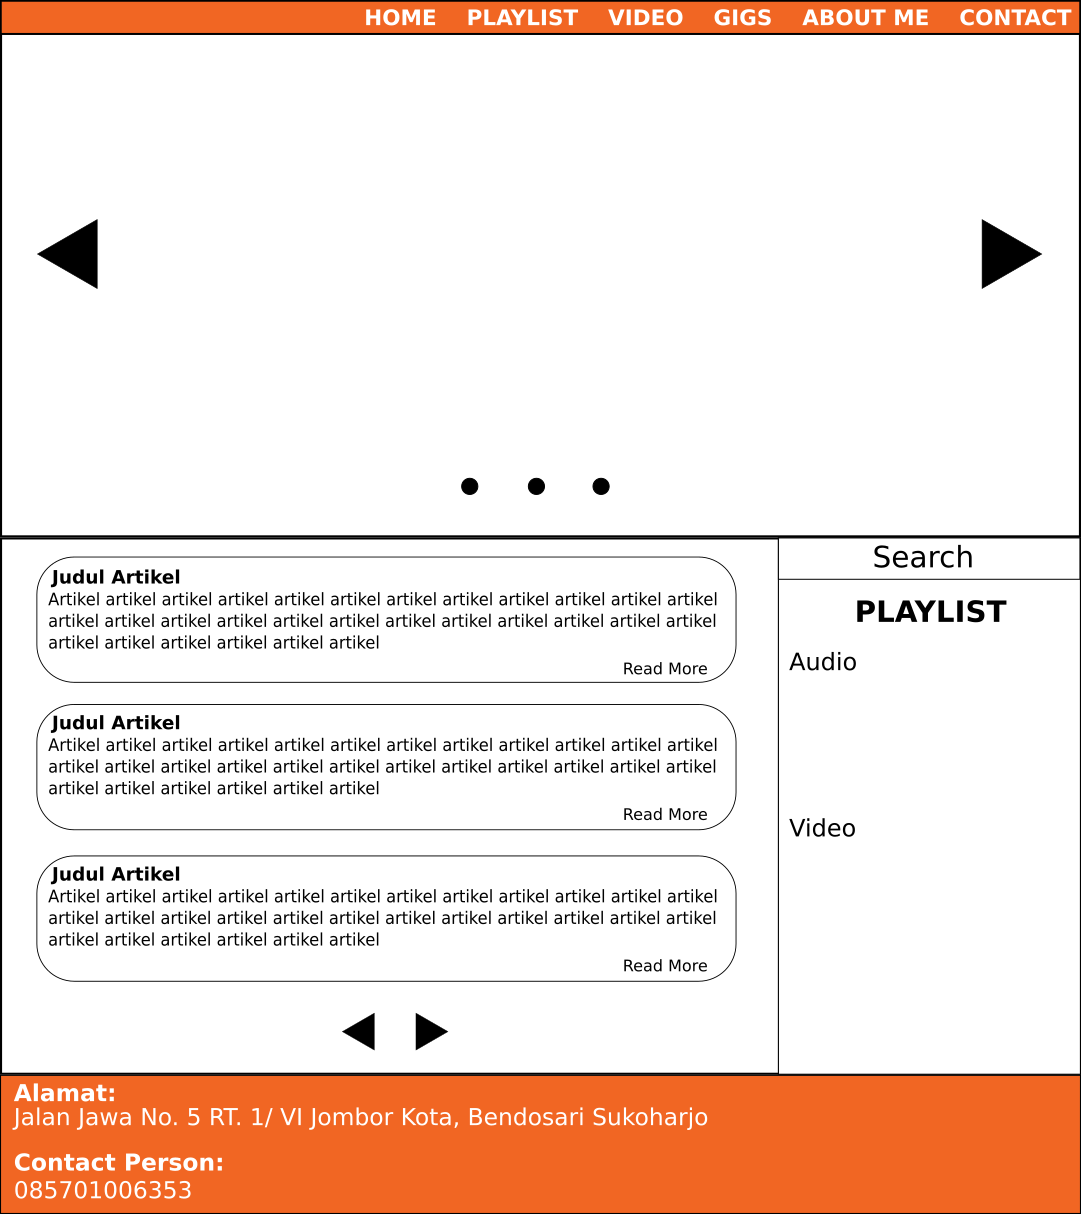 HOME PLAYLIST VIDEO GIGS ABOUT ME CONTACT
Judul Artikel
Artikel artikel artikel artikel artikel artikel artikel artikel artikel artikel artikel artikel
artikel artikel artikel artikel artikel artikel artikel artikel artikel artikel artikel artikel
artikel artikel artikel artikel artikel artikel
Read More
Judul Artikel
Artikel artikel artikel artikel artikel artikel artikel artikel artikel artikel artikel artikel
artikel artikel artikel artikel artikel artikel artikel artikel artikel artikel artikel artikel
artikel artikel artikel artikel artikel artikel
Read More
Judul Artikel
Artikel artikel artikel artikel artikel artikel artikel artikel artikel artikel artikel artikel
artikel artikel artikel artikel artikel artikel artikel artikel artikel artikel artikel artikel
artikel artikel artikel artikel artikel artikel
Read More
Search
PLAYLIST
Audio
Video
Alamat:
Jalan Jawa No. 5 RT. 1/ VI Jombor Kota, Bendosari Sukoharjo
Contact Person:
085701006353